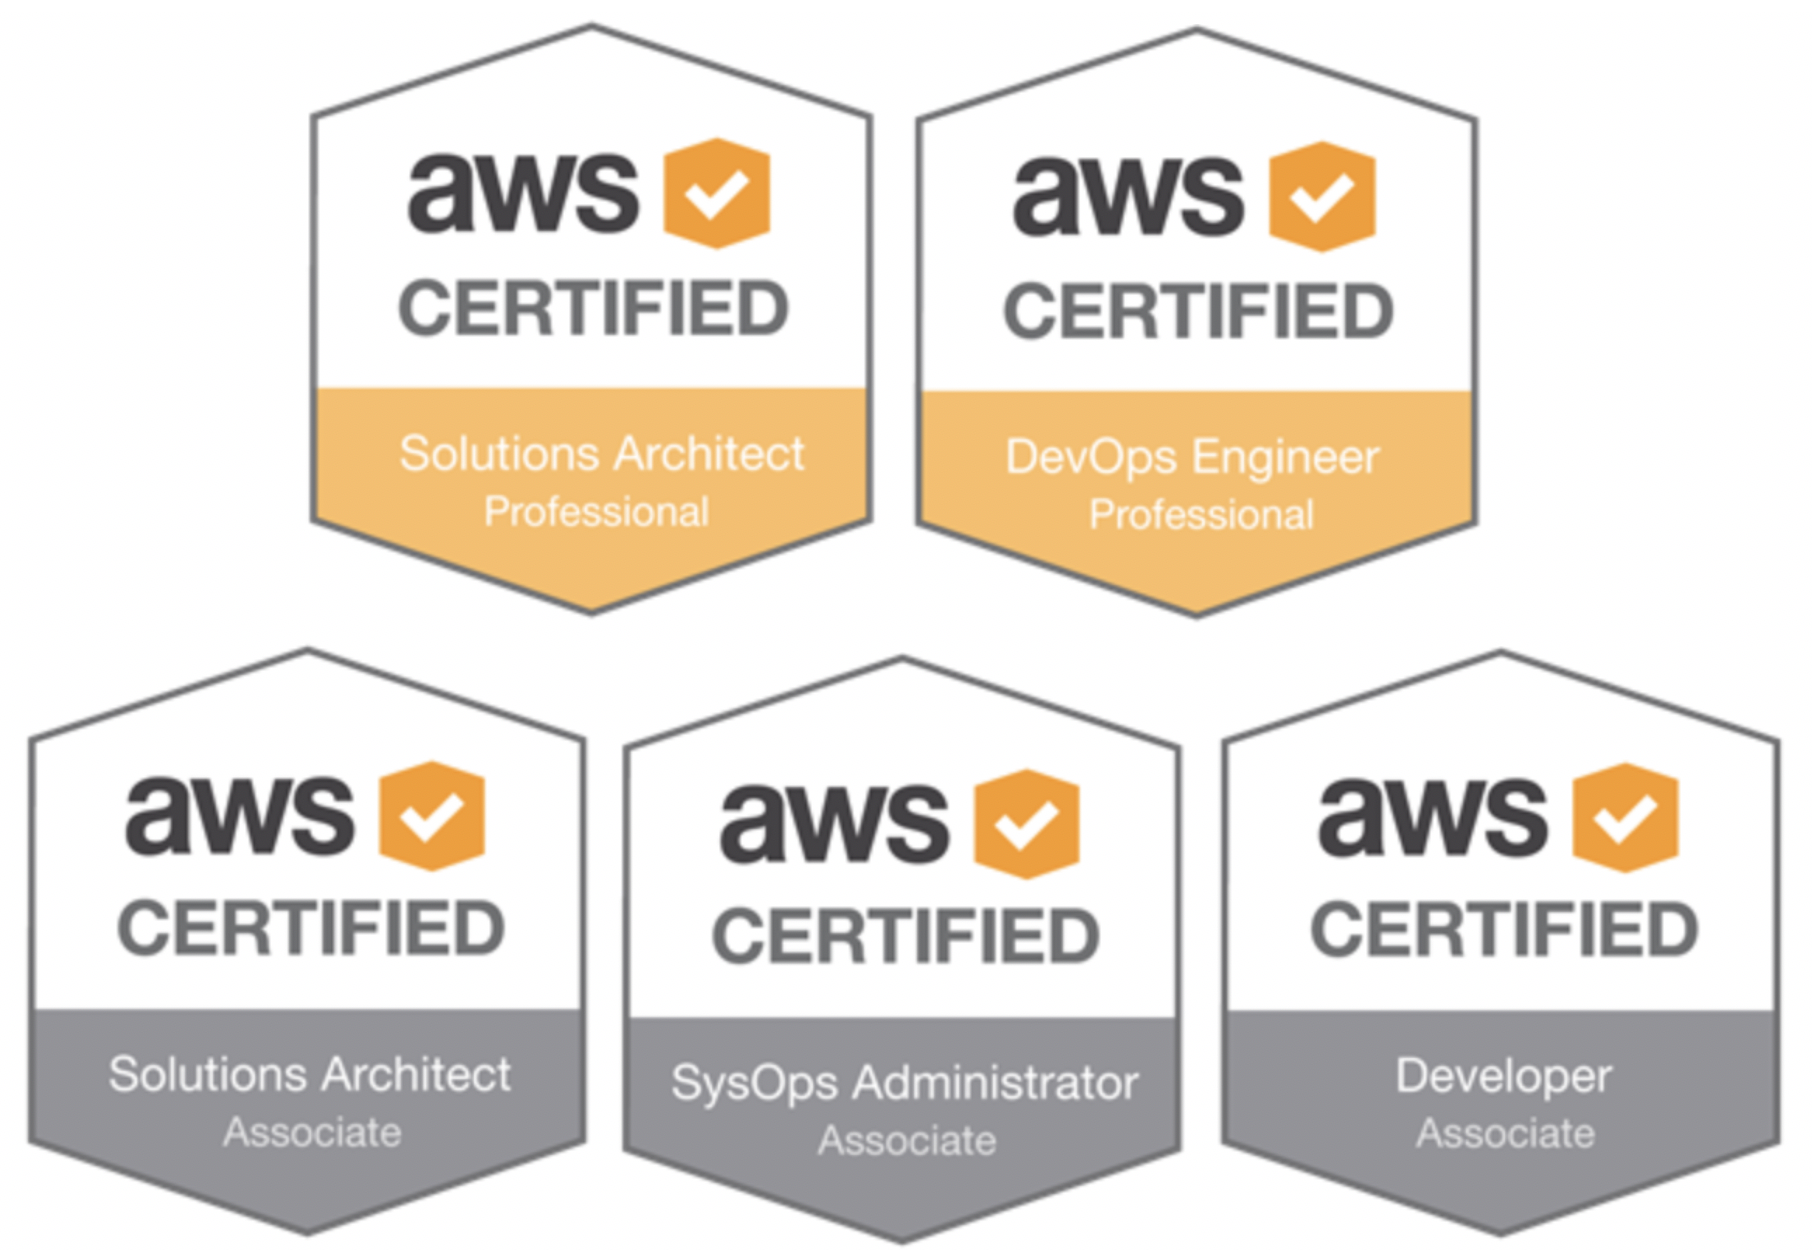 aws
CERTIFIED
Solutions Architect
Professional
aws
CERTIFIED
DevOps Engineer
Professional
aws
CERTIFIED
Solutions Architect
Associate
aws
CERTIFIED
SysOps Administrator
Associate
aws
CERTIFIED
Developer
Associate